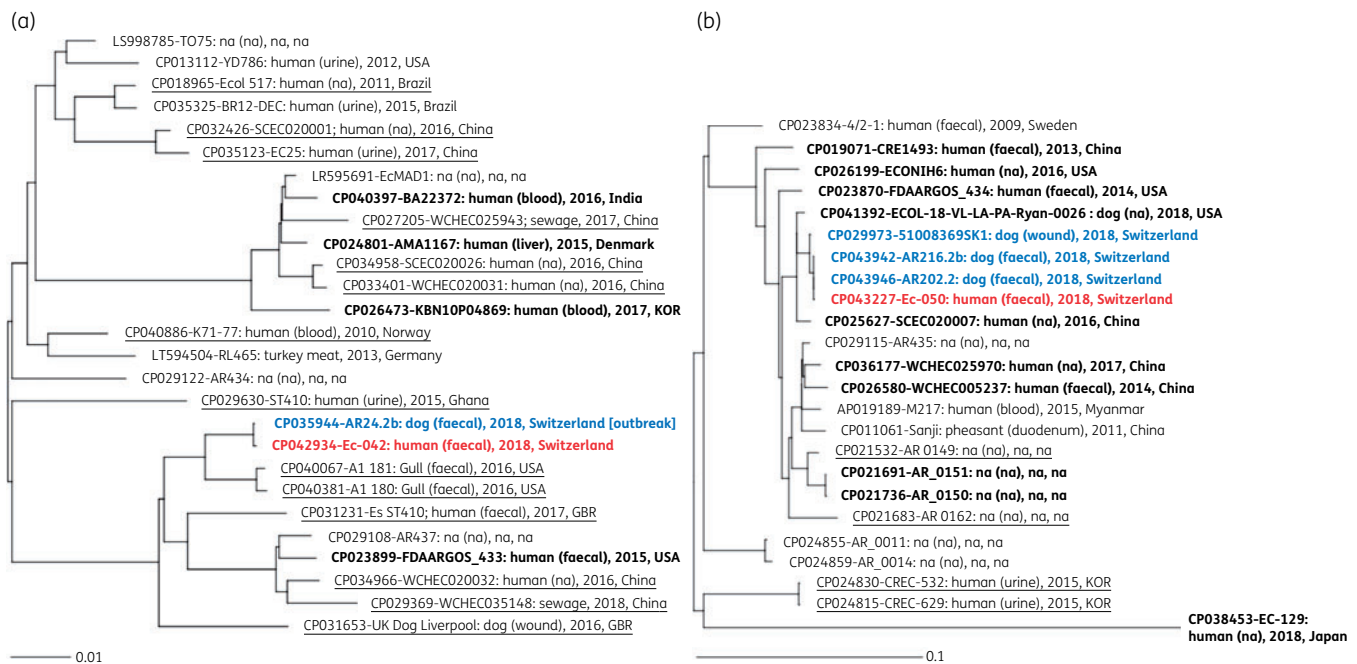 (a)
LS998785-TO75: na (na), na, na
CP013112-YD786: human (urine), 2012, USA
CP018965-Ecol 517: human (na), 2011, Brazil
CP035325-BR12-DEC: human (urine), 2015, Brazil
CP032426-SCEC020001; human (na), 2016, China
CP035123-EC25: human (urine), 2017, China
LR595691-EcMAD1: na (na), na, na
CP040397-BA22372: human (blood), 2016, India
CP027205-WCHEC025943; sewage, 2017, China
CP024801-AMA1167: human (liver), 2015, Denmark
CP034958-SCEC020026: human (na), 2016, China
CP033401-WCHEC020031: human (na), 2016, China
CP026473-KBN10P04869: human (blood), 2017, KOR
CP040886-K71-77: human (blood), 2010, Norway
LT594504-RL465: turkey meat, 2013, Germany
CP029122-AR434: na (na), na, na
CP029630-ST410: human (urine), 2015, Ghana
CP035944-AR24.2b: dog (faecal), 2018, Switzerland [outbreak]
CP042934-Ec-042: human (faecal), 2018, Switzerland
CP040067-A1 181: Gull (faecal), 2016, USA
CP040381-A1 180: Gull (faecal), 2016, USA
CP031231-Es ST410; human (faecal), 2017, GBR
CP029108-AR437: na (na), na, na
CP023899-FDAARGOS_433: human (faecal), 2015, USA
CP034966-WCHEC020032: human (na), 2016, China
CP029369-WCHEC035148: sewage, 2018, China
CP031653-UK Dog Liverpool: dog (wound), 2016, GBR
0.01
(b)
CP023834-4/2-1: human (faecal), 2009, Sweden
CP019071-CRE1493: human (faecal), 2013, China
CP026199-ECONIH6: human (na), 2016, USA
CP023870-FDAARGOS_434: human (faecal), 2014, USA
CP041392-ECOL-18-VL-LA-PA-Ryan-0026 : dog (na), 2018, USA
CP029973-51008369SK1: dog (wound), 2018, Switzerland
CP043942-AR216.2b: dog (faecal), 2018, Switzerland
CP043946-AR202.2: dog (faecal), 2018, Switzerland
CP043227-Ec-050: human (faecal), 2018, Switzerland
CP025627-SCEC020007: human (na), 2016, China
CP029115-AR435: na (na), na, na
CP036177-WCHEC025970: human (na), 2017, China
CP026580-WCHEC005237: human (faecal), 2014, China
AP019189-M217: human (blood), 2015, Myanmar
CP011061-Sanji: pheasant (duodenum), 2011, China
CP021532-AR 0149: na (na), na, na
CP021691-AR_0151: na (na), na, na
CP021736-AR_0150: na (na), na, na
CP021683-AR 0162: na (na), na, na
CP024855-AR_0011: na (na), na, na
CP024859-AR_0014: na (na), na, na
CP024830-CREC-532: human (urine), 2015, KOR
CP024815-CREC-629: human (urine), 2015, KOR
CP038453-EC-129:
human (na), 2018, Japan
0.1